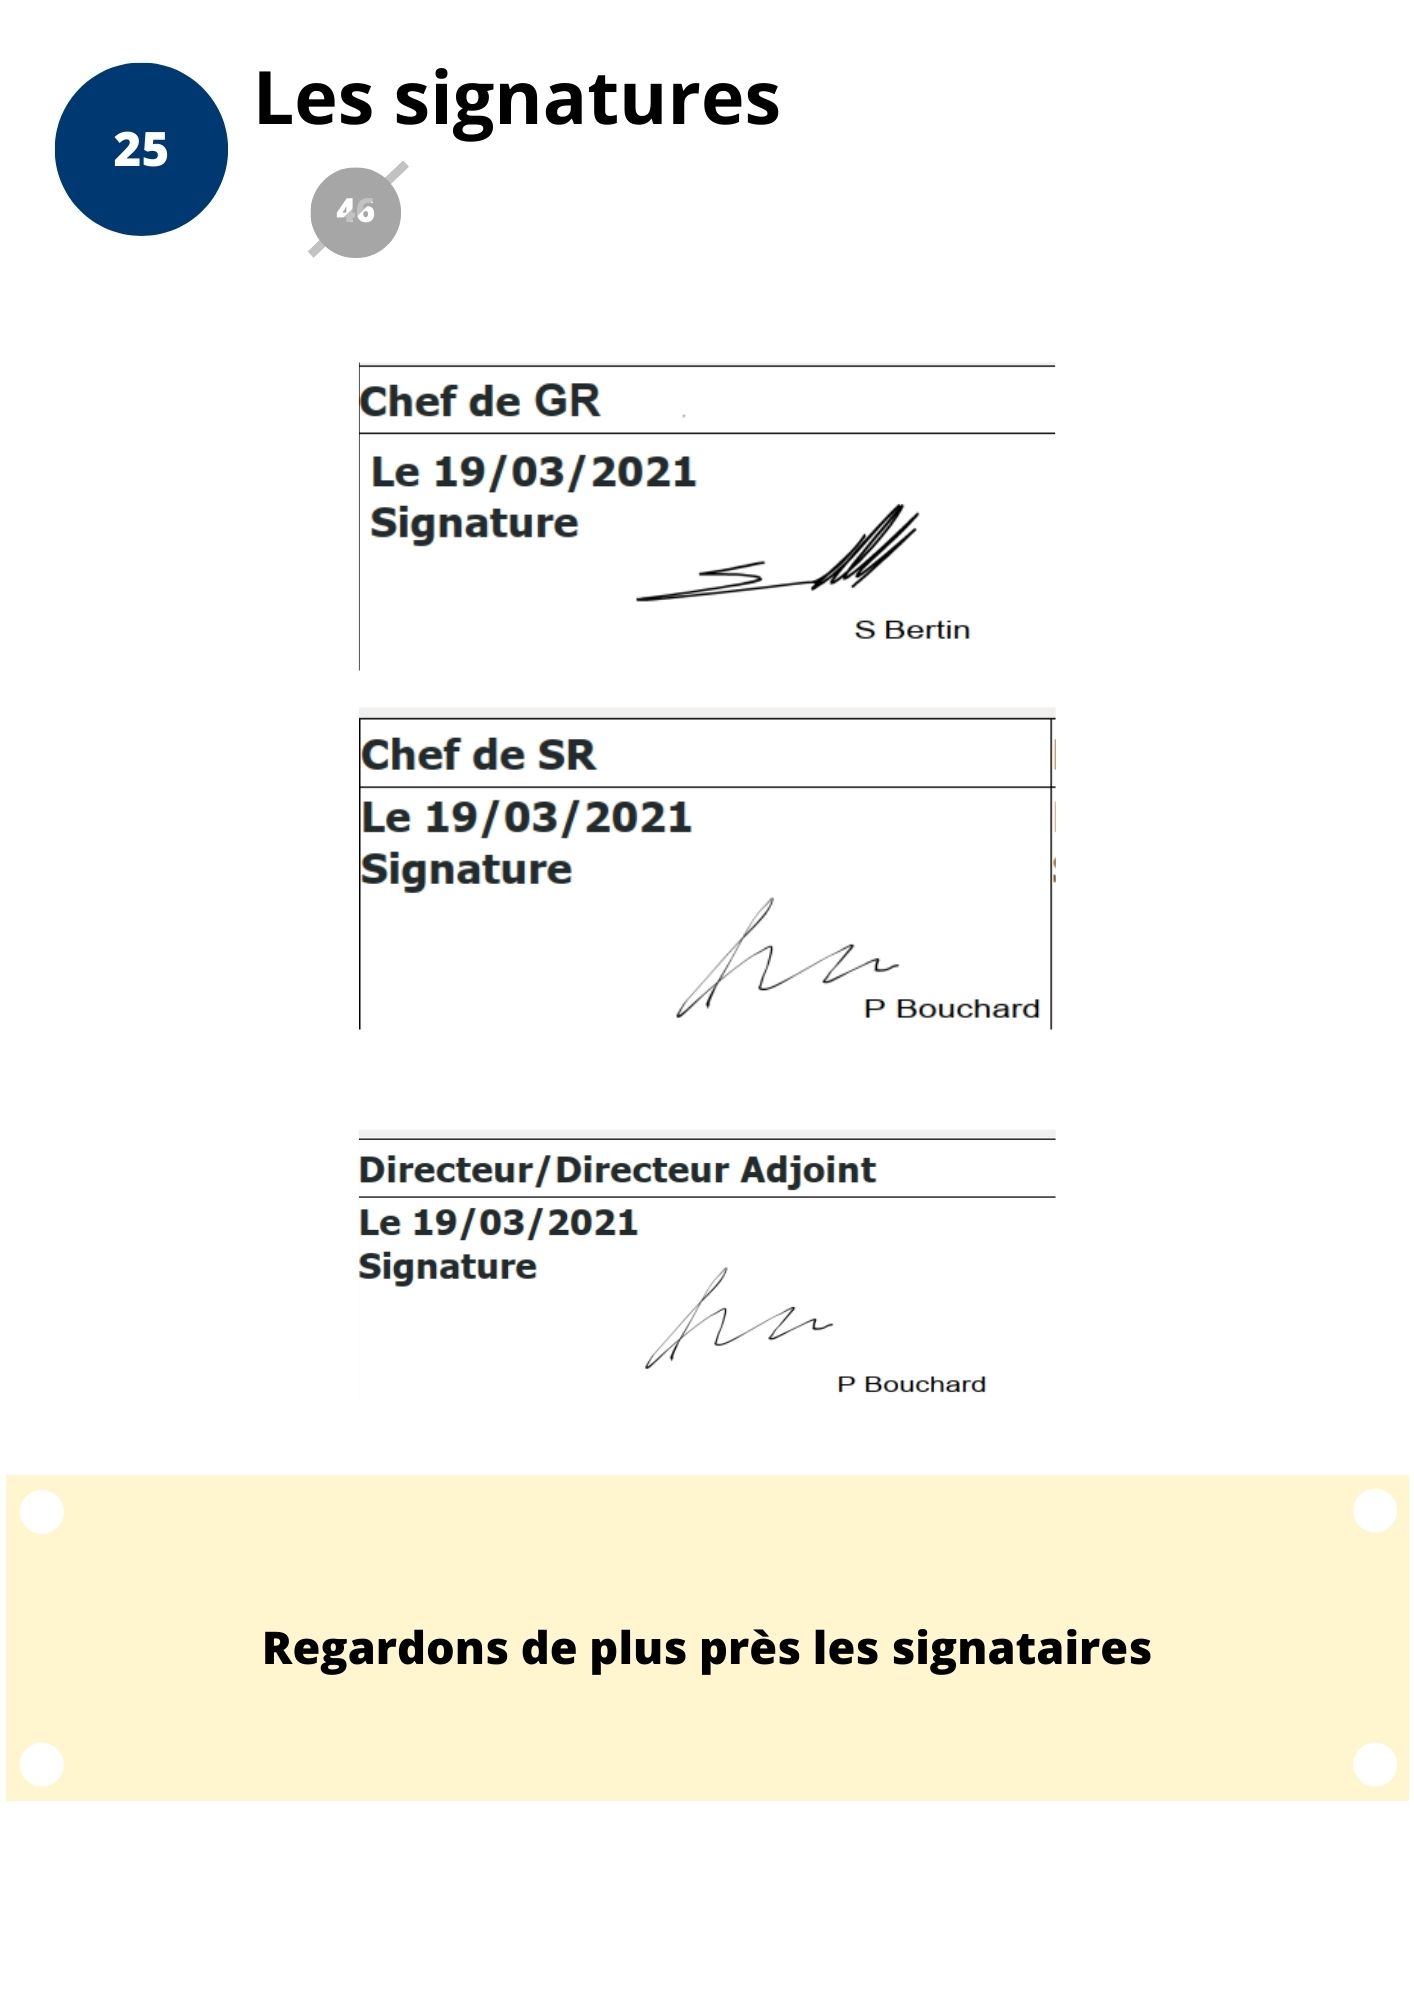 25
Les signatures
46
Chef de GR
Le 19/03/2021
Signature
S Bertin
Chef de SR
Le 19/03/2021
Signature
P Bouchard
Directeur/Directeur Adjoint
Le 19/03/2021
Signature
P Bouchard
Regardons de plus près les signataires